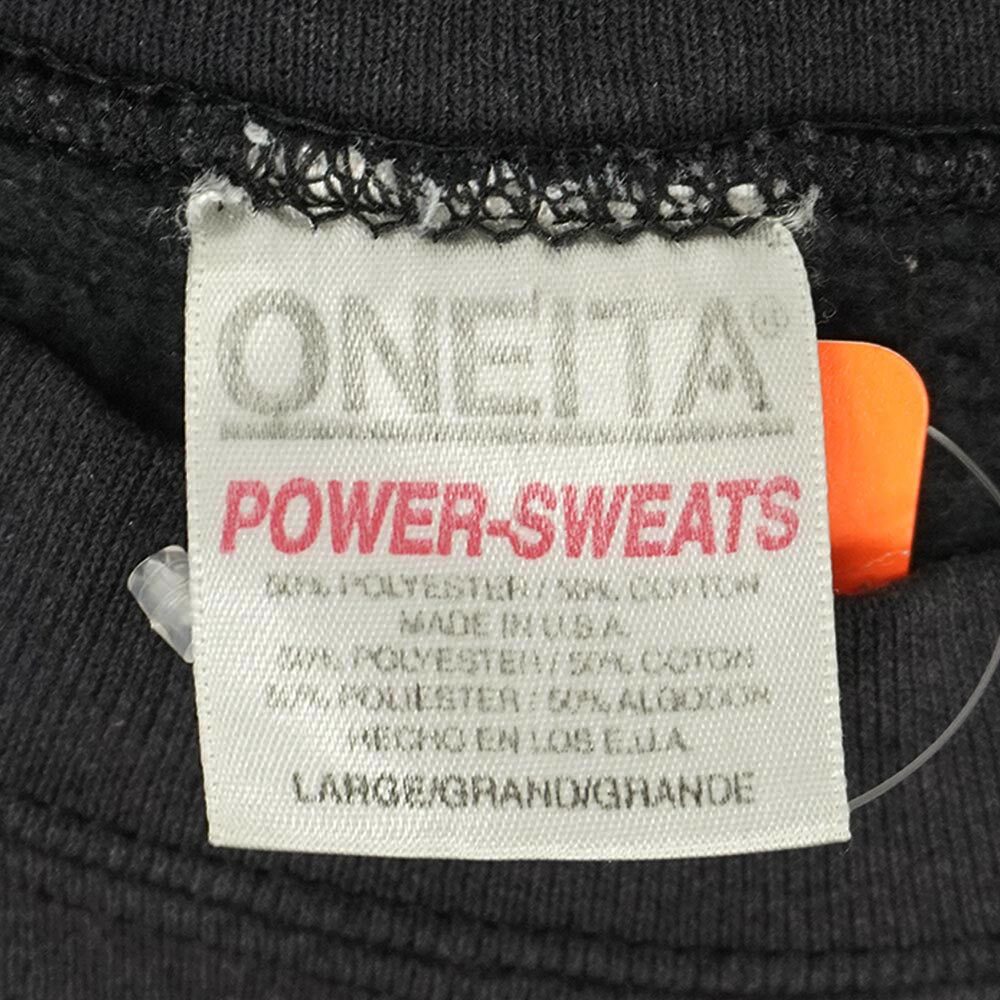 ONEITA®
POWER-SWEATS
50% POLYESTER / 50% COTTON
MADE IN U.S.A.
50% POLYESTER / 50% COTON
50% POLIESTER / 50% ALGODON
HECHO EN LOS E.U.A.
LARGE/GRAND/GRANDE